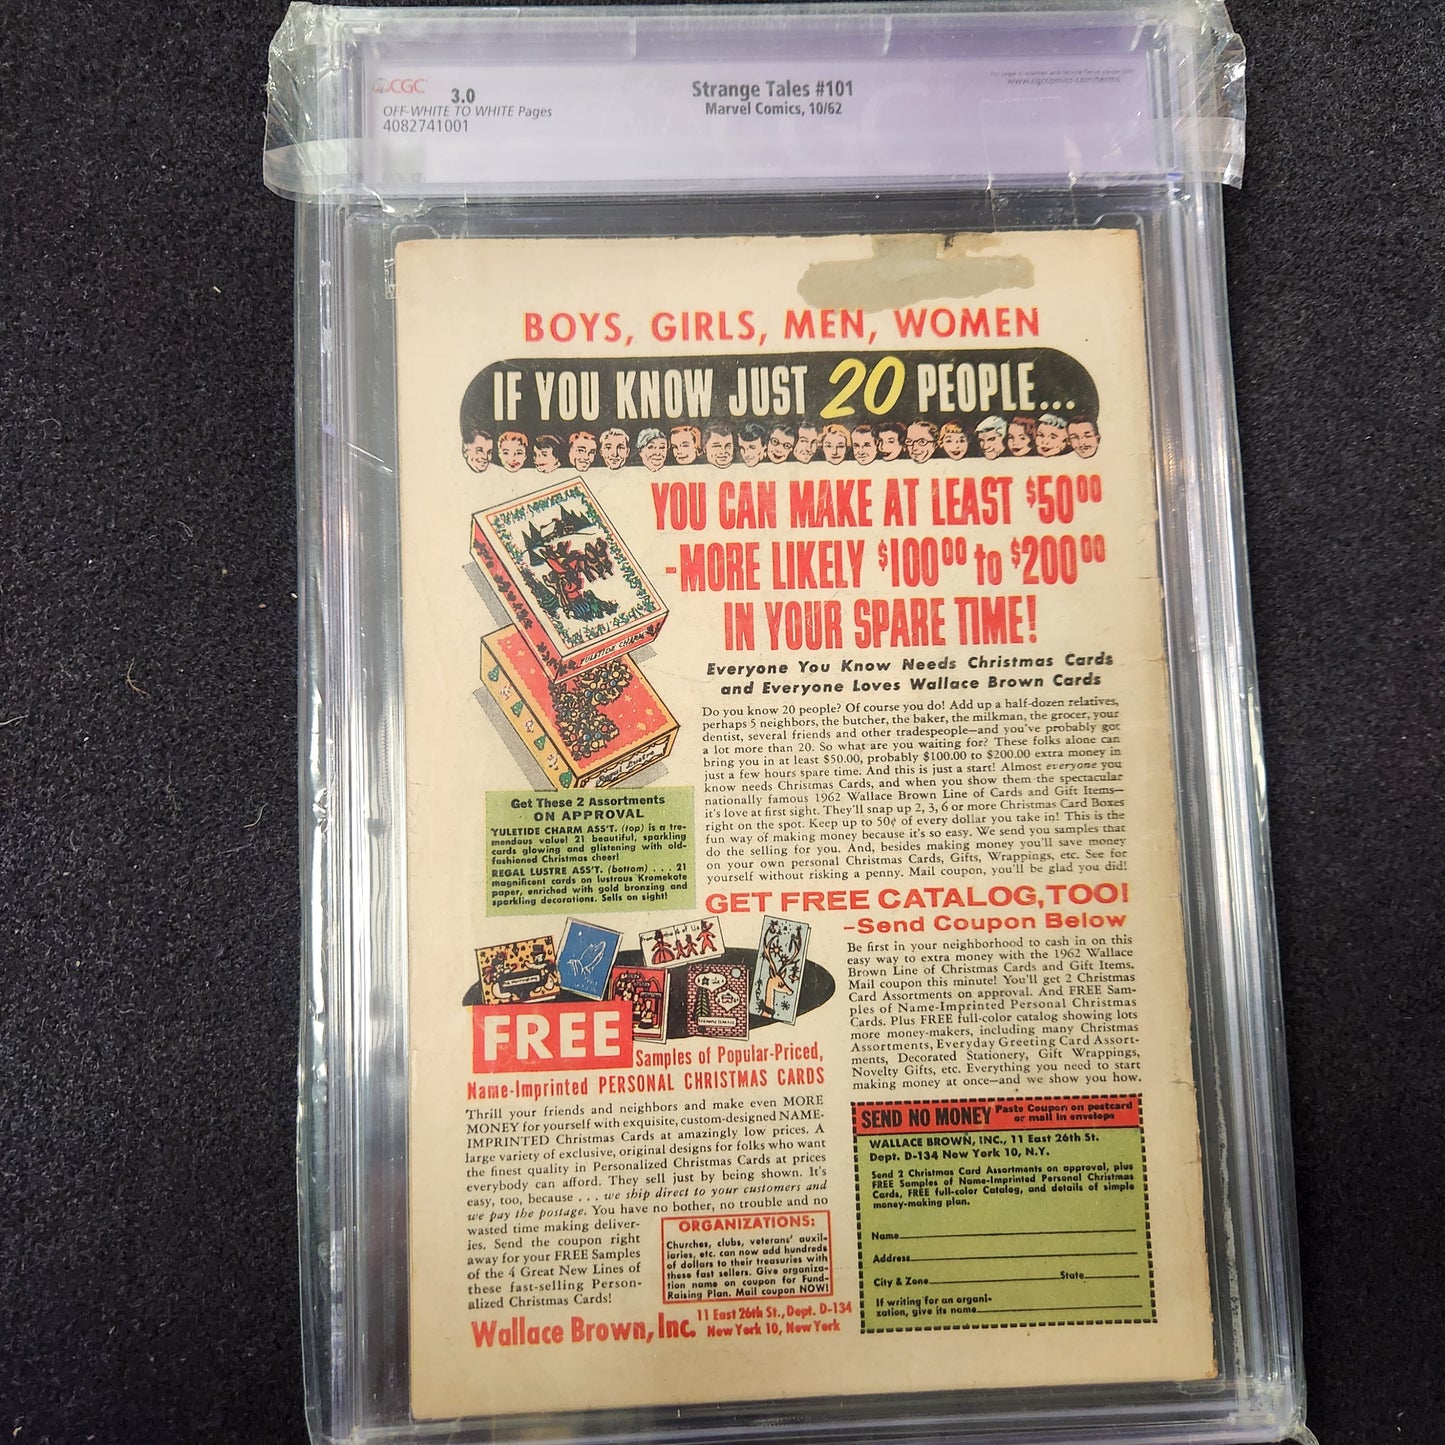 CGC 3.0
OFF-WHITE TO WHITE Pages
4082741001
Strange Tales #101
Marvel Comics, 10/62
www.cgccomics.com/terms
BOYS, GIRLS, MEN, WOMEN
IF YOU KNOW JUST 20 PEOPLE...
YOU CAN MAKE AT LEAST $50.00
-MORE LIKELY $100.00 to $200.00
IN YOUR SPARE TIME!
Everyone You Know Needs Christmas Cards
and Everyone Loves Wallace Brown Cards
Do you know 20 people? Of course you do! Add up a half-dozen relatives,
perhaps 5 neighbors, the butcher, the baker, the milkman, the grocer, your
dentist, several friends and other tradespeople—and you've probably got
a lot more than 20. So what are you waiting for? These folks alone can
bring you in at least $50.00, probably $100.00 to $200.00 extra money in
just a few hours spare time. And this is just a start! Almost everyone you
know needs Christmas Cards, and when you show them the spectacular
nationally famous 1962 Wallace Brown Line of Cards and Gift Items—
it's love at first sight. They'll snap up 2, 3, 6 or more Christmas Card Boxes
right on the spot. Keep up to 50¢ of every dollar you take in! This is the
fun way of making money because it's so easy. We send you samples that
do the selling for you. And, besides making money you'll save money
on your own personal Christmas Cards, Gifts, Wrappings, etc. See for
yourself without risking a penny. Mail coupon, you'll be glad you did!
YULETIDE CHARM
Regal Lustre
Get These 2 Assortments
ON APPROVAL
YULETIDE CHARM ASS'T. (top) is a tre-
mendous value! 21 beautiful, sparkling
cards glowing and glistening with old-
fashioned Christmas cheer!
REGAL LUSTRE ASS'T. (bottom) . . . 21
magnificent cards on lustrous Kromekote
paper, enriched with gold bronzing and
sparkling decorations. Sells on sight!
GET FREE CATALOG, TOO!
-Send Coupon Below
Be first in your neighborhood to cash in on this
easy way to extra money with the 1962 Wallace
Brown Line of Christmas Cards and Gift Items.
Mail coupon this minute! You'll get 2 Christmas
Card Assortments on approval. And FREE Sam-
ples of Name-Imprinted Personal Christmas
Cards. Plus FREE full-color catalog showing lots
more money-makers, including many Christmas
Assortments, Everyday Greeting Card Assort-
ments, Decorated Stationery, Gift Wrappings,
Novelty Gifts, etc. Everything you need to start
making money at once—and we show you how.
FREE Samples of Popular-Priced,
Name-Imprinted PERSONAL CHRISTMAS CARDS
Thrill your friends and neighbors and make even MORE
MONEY for yourself with exquisite, custom-designed NAME-
IMPRINTED Christmas Cards at amazingly low prices. A
large variety of exclusive, original designs for folks who want
the finest quality in Personalized Christmas Cards at prices
everybody can afford. They sell just by being shown. It's
easy, too, because . . . we ship direct to your customers and
we pay the postage. You have no bother, no trouble and no
wasted time making deliver-
ies. Send the coupon right
away for your FREE Samples
of the 4 Great New Lines of
these fast-selling Person-
alized Christmas Cards!
ORGANIZATIONS:
Churches, clubs, veterans' auxil-
iaries, etc. can now add hundreds
of dollars to their treasuries with
these fast sellers. Give organiza-
tion name on coupon for Fund-
Raising Plan. Mail coupon NOW!
Wallace Brown, Inc. 11 East 26th St., Dept. D-134
New York 10, New York
SEND NO MONEY Paste Coupon on postcard
or mail in envelope
WALLACE BROWN, INC., 11 East 26th St.
Dept. D-134 New York 10, N.Y.
Send 2 Christmas Card Assortments on approval, plus
FREE Samples of Name-Imprinted Personal Christmas
Cards, FREE full-color Catalog, and details of simple
money-making plan.
Name
Address
City & Zone State
If writing for an organi-
zation, give its name